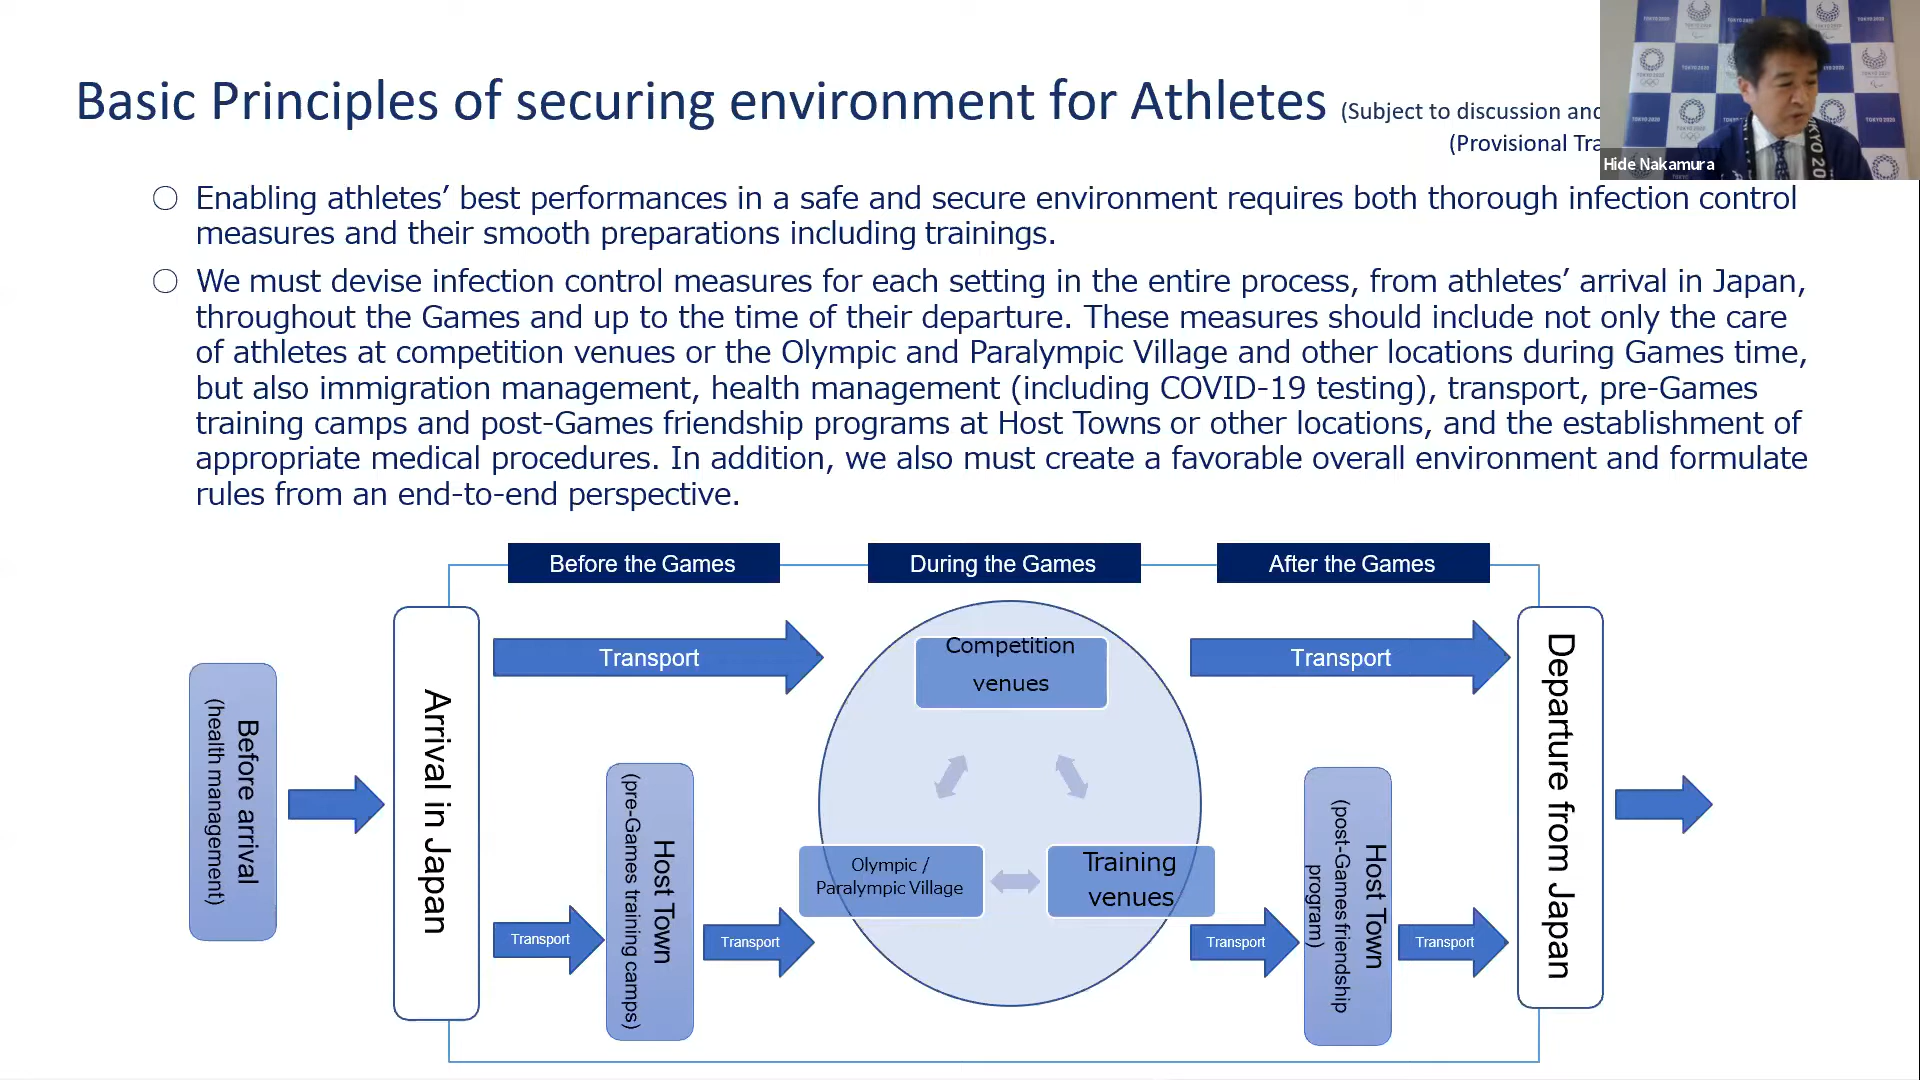 Basic Principles of securing environment for Athletes (Subject to discussion and
(Provisional
Hide Nakamura
TOKYO 2020
○ Enabling athletes’ best performances in a safe and secure environment requires both thorough infection control
measures and their smooth preparations including trainings.
○ We must devise infection control measures for each setting in the entire process, from athletes’ arrival in Japan,
throughout the Games and up to the time of their departure. These measures should include not only the care
of athletes at competition venues or the Olympic and Paralympic Village and other locations during Games time,
but also immigration management, health management (including COVID-19 testing), transport, pre-Games
training camps and post-Games friendship programs at Host Towns or other locations, and the establishment of
appropriate medical procedures. In addition, we also must create a favorable overall environment and formulate
rules from an end-to-end perspective.
Before the Games
During the Games
After the Games
Before arrival
(health management)
Arrival in Japan
Transport
Transport
Host Town
(pre-Games training camps)
Transport
Competition
venues
Olympic /
Paralympic Village
Training
venues
Transport
Transport
Host Town
(post-Games friendship
program)
Transport
Departure from Japan